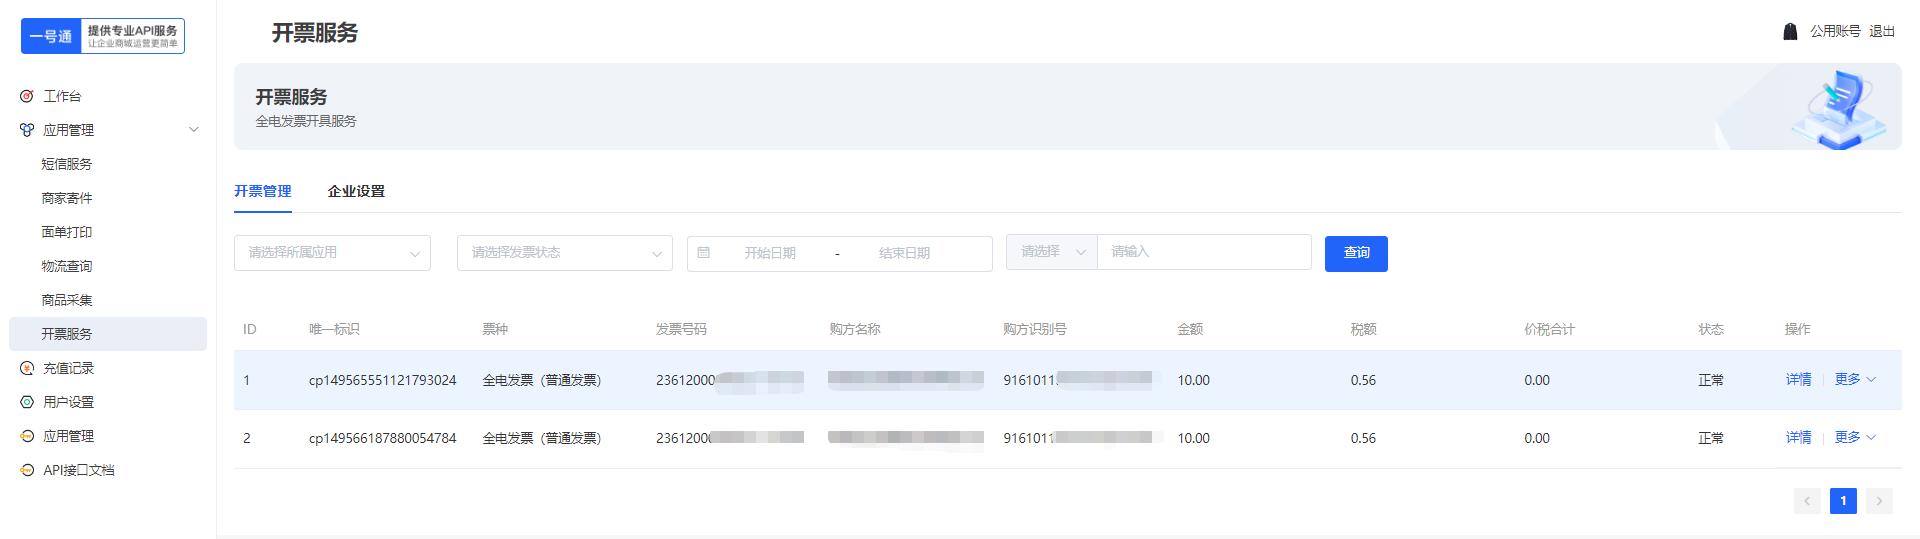 一号通 提供专业API服务
让企业商城运营更简单
开票服务
公用账号 退出
工作台
应用管理
短信服务
商家寄件
面单打印
物流查询
商品采集
开票服务
充值记录
用户设置
应用管理
API接口文档
开票服务
全电发票开具服务
开票管理 企业设置
请选择所属应用 请选择发票状态 开始日期 - 结束日期 请选择 请输入 查询
ID 唯一标识 票种 发票号码 购方名称 购方识别号 金额 税额 价税合计 状态 操作
1 cp149565551121793024 全电发票（普通发票） 23612000 9161011 10.00 0.56 0.00 正常 详情 更多
2 cp149566187880054784 全电发票（普通发票） 2361200 916101 10.00 0.56 0.00 正常 详情 更多
1